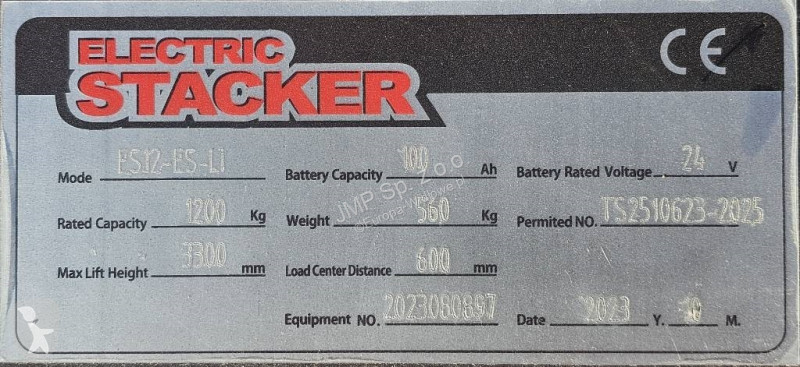 ELECTRIC
STACKER
CE
Mode ES12-ES-Li Battery Capacity 100 Ah Battery Rated Voltage 24 V
Rated Capacity 1200 Kg Weight 560 Kg Permited NO. TS2510623-2025
Max Lift Height 3300 mm Load Center Distance 600 mm
Equipment NO. 2023080897 Date 2023 Y. 10 M.
JMP Sp. Z o.o